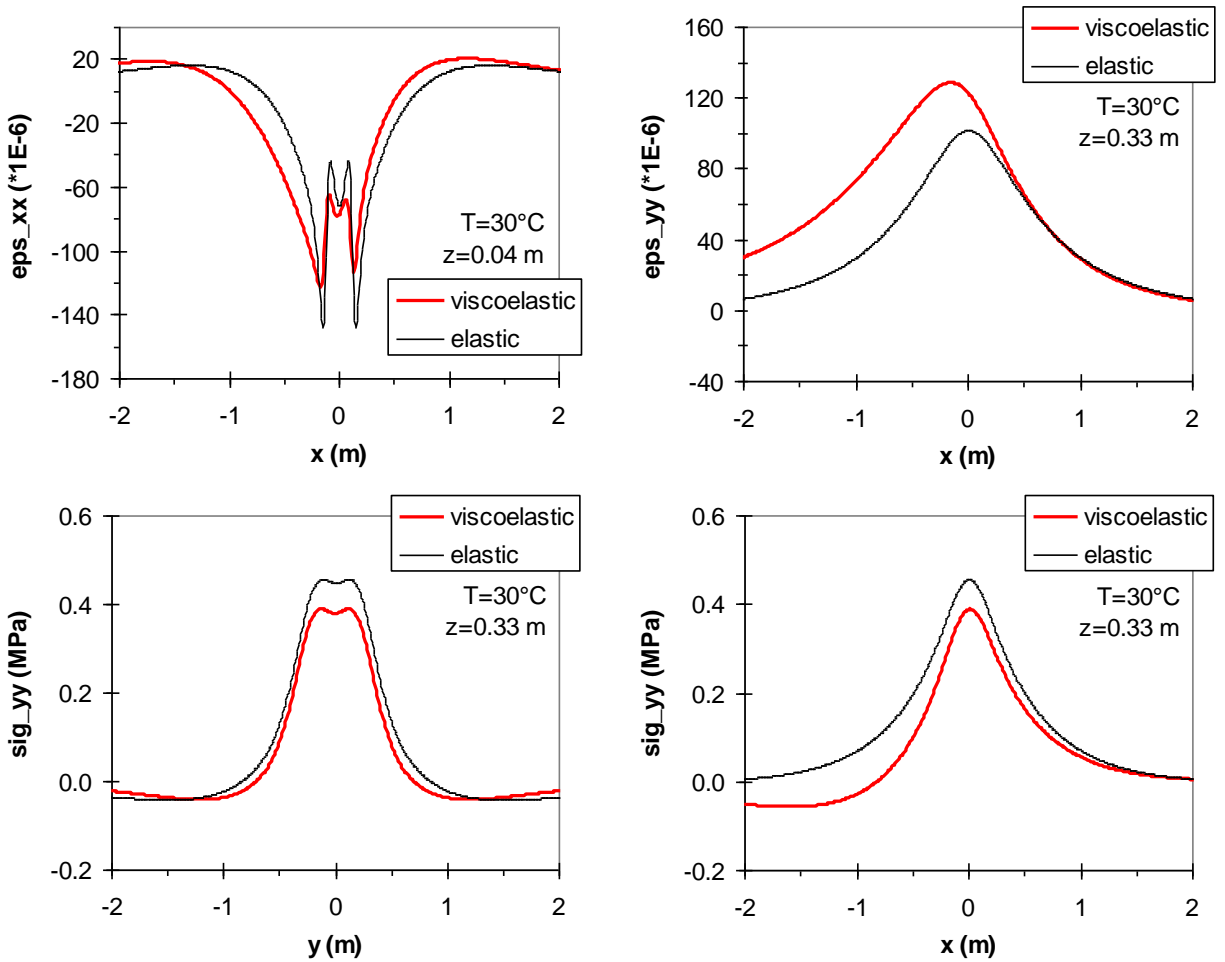 20
-20
-60
-100
-140
-180
eps_xx (*1E-6)
T=30°C
z=0.04 m
viscoelastic
elastic
-2
-1
0
1
2
x (m)
160
120
80
40
0
-40
eps_yy (*1E-6)
viscoelastic
elastic
T=30°C
z=0.33 m
-2
-1
0
1
2
x (m)
0.6
0.4
0.2
0.0
-0.2
sig_yy (MPa)
viscoelastic
elastic
T=30°C
z=0.33 m
-2
-1
0
1
2
y (m)
0.6
0.4
0.2
0.0
-0.2
sig_yy (MPa)
viscoelastic
elastic
T=30°C
z=0.33 m
-2
-1
0
1
2
x (m)